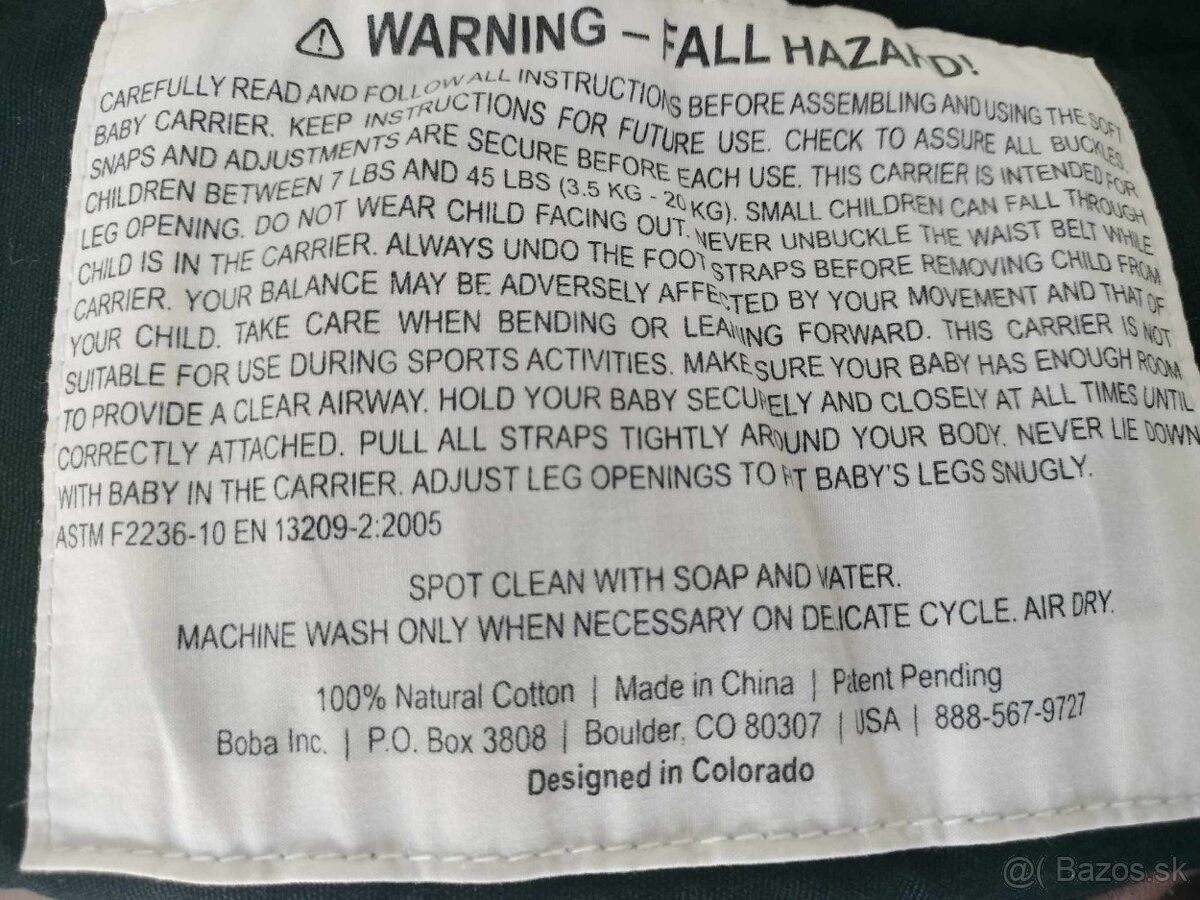 WARNING – FALL HAZARD!
CAREFULLY READ AND FOLLOW ALL INSTRUCTIONS BEFORE ASSEMBLING AND USING THE SOFT
BABY CARRIER. KEEP INSTRUCTIONS FOR FUTURE USE. CHECK TO ASSURE ALL BUCKLES,
SNAPS AND ADJUSTMENTS ARE SECURE BEFORE EACH USE. THIS CARRIER IS INTENDED FOR
CHILDREN BETWEEN 7 LBS AND 45 LBS (3.5 KG - 20 KG). SMALL CHILDREN CAN FALL THROUGH
LEG OPENING. DO NOT WEAR CHILD FACING OUT. NEVER UNBUCKLE THE WAIST BELT WHILE
CHILD IS IN THE CARRIER. ALWAYS UNDO THE FOOT STRAPS BEFORE REMOVING CHILD FROM
CARRIER. YOUR BALANCE MAY BE ADVERSELY AFFECTED BY YOUR MOVEMENT AND THAT OF
YOUR CHILD. TAKE CARE WHEN BENDING OR LEANING FORWARD. THIS CARRIER IS NOT
SUITABLE FOR USE DURING SPORTS ACTIVITIES. MAKE SURE YOUR BABY HAS ENOUGH ROOM
TO PROVIDE A CLEAR AIRWAY. HOLD YOUR BABY SECURELY AND CLOSELY AT ALL TIMES UNTIL
CORRECTLY ATTACHED. PULL ALL STRAPS TIGHTLY AROUND YOUR BODY. NEVER LIE DOWN
WITH BABY IN THE CARRIER. ADJUST LEG OPENINGS TO FIT BABY'S LEGS SNUGLY.
ASTM F2236-10 EN 13209-2:2005
SPOT CLEAN WITH SOAP AND WATER.
MACHINE WASH ONLY WHEN NECESSARY ON DELICATE CYCLE. AIR DRY.
100% Natural Cotton | Made in China | Patent Pending
Boba Inc. | P.O. Box 3808 | Boulder, CO 80307 | USA | 888-567-9727
Designed in Colorado
@( Bazos.sk